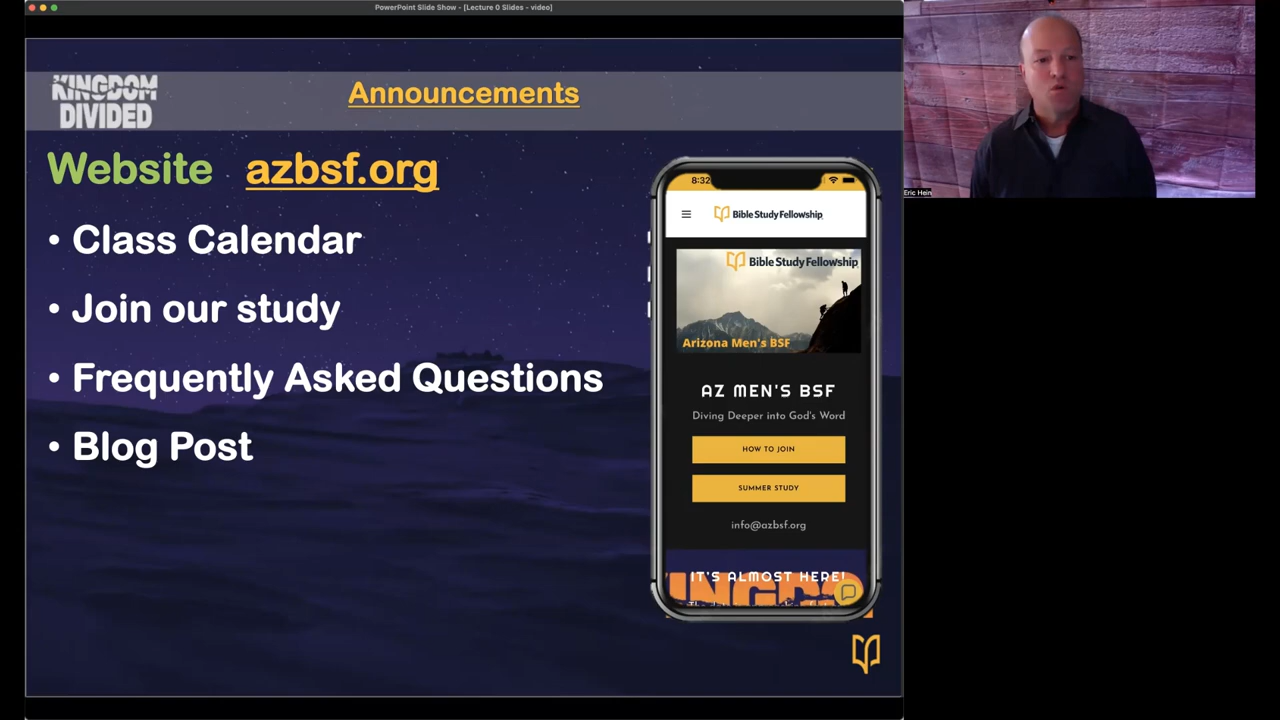 PowerPoint Slide Show - [Lecture 0 Slides - video]
KINGDOM
DIVIDED
Announcements
Website azbsf.org
• Class Calendar
• Join our study
• Frequently Asked Questions
• Blog Post
8:32
Bible Study Fellowship
Bible Study Fellowship
Arizona Men's BSF
AZ MEN'S BSF
Diving Deeper into God's Word
HOW TO JOIN
SUMMER STUDY
info@azbsf.org
IT'S ALMOST HERE!
Eric Hein